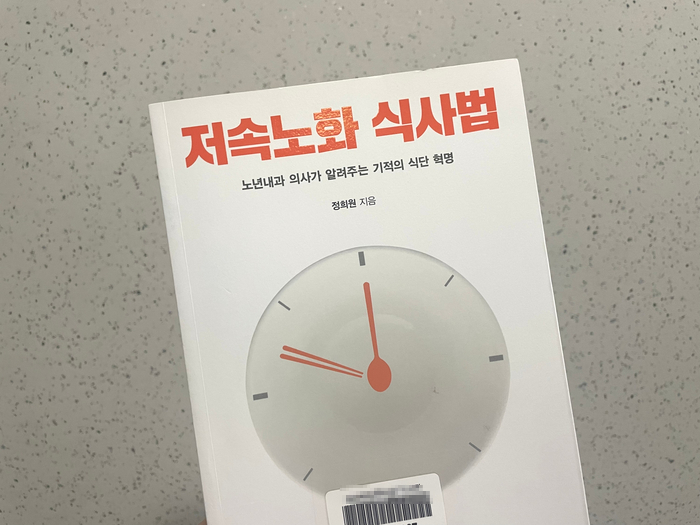 저속노화 식사법
노년내과 의사가 알려주는 기적의 식단 혁명
정희원 지음